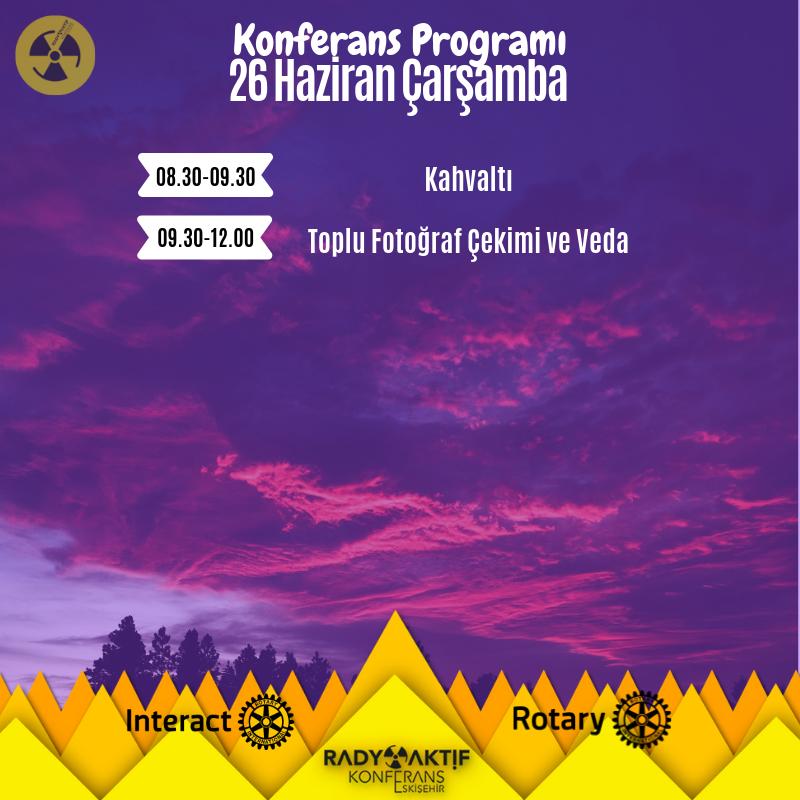 Konferans Programı
26 Haziran Çarşamba
08.30-09.30 Kahvaltı
09.30-12.00 Toplu Fotoğraf Çekimi ve Veda
Interact
Rotary
RADYOAKTİF
KONFERANS
ESKİŞEHİR